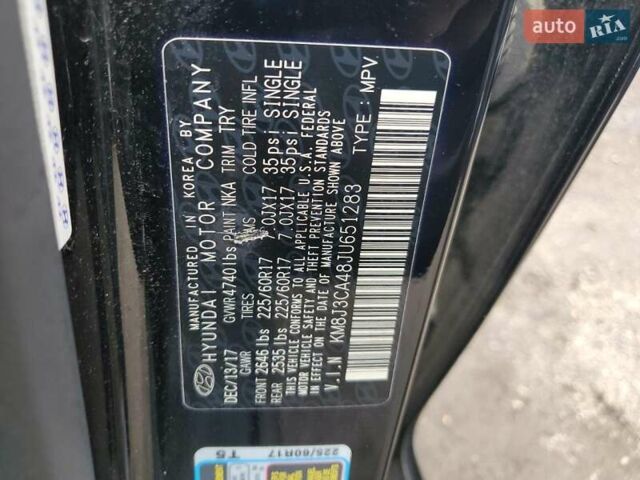 MANUFACTURED IN KOREA BY
HYUNDAI MOTOR COMPANY
DEC/13/17 GVWR 4740lbs PAINT NKA TRIM TRY
GAWR TIRES COLD TIRE INFL
FRONT 2646 lbs 225/60R17 7.0JX17 35psi SINGLE
REAR 2535 lbs 225/60R17 7.0JX17 35psi SINGLE
THIS VEHICLE CONFORMS TO ALL APPLICABLE U.S.A. FEDERAL
MOTOR VEHICLE SAFETY AND THEFT PREVENTION STANDARDS
IN EFFECT ON THE DATE OF MANUFACTURE SHOWN ABOVE
V.I.N KM8J3CA48JU651283 TYPE : MPV
225/60R17
T5
auto RIA .com